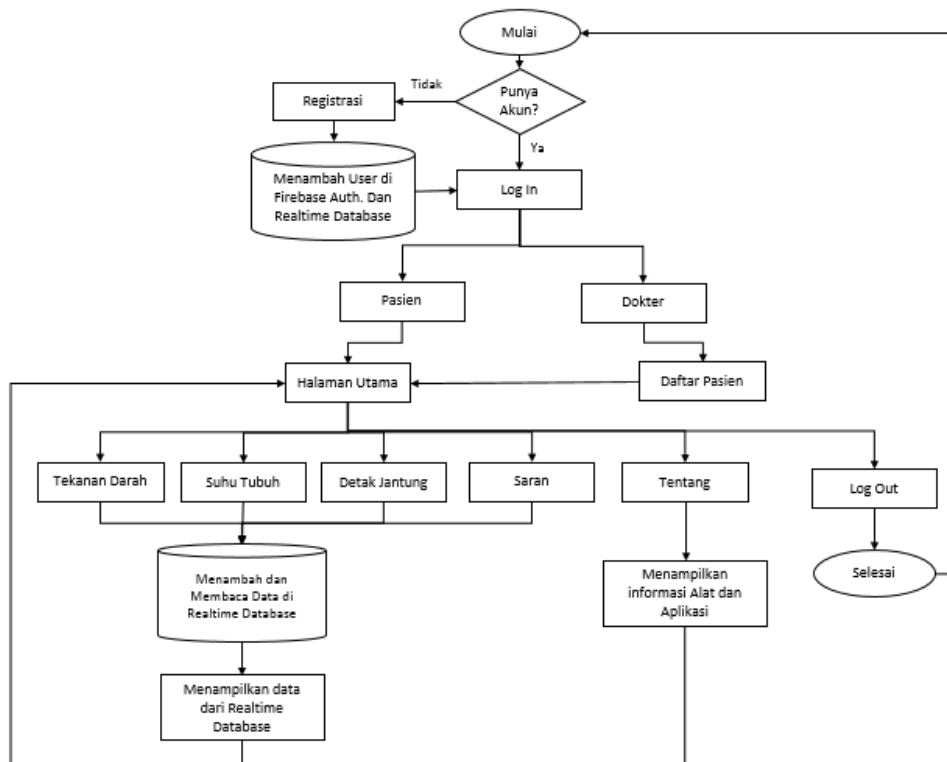 Mulai
Tidak
Punya
Akun?
Registrasi
Ya
Menambah User di
Firebase Auth. Dan
Realtime Database
Log In
Pasien
Dokter
Halaman Utama
Daftar Pasien
Tekanan Darah
Suhu Tubuh
Detak Jantung
Saran
Tentang
Log Out
Menambah dan
Membaca Data di
Realtime Database
Menampilkan
informasi Alat dan
Aplikasi
Selesai
Menampilkan data
dari Realtime
Database